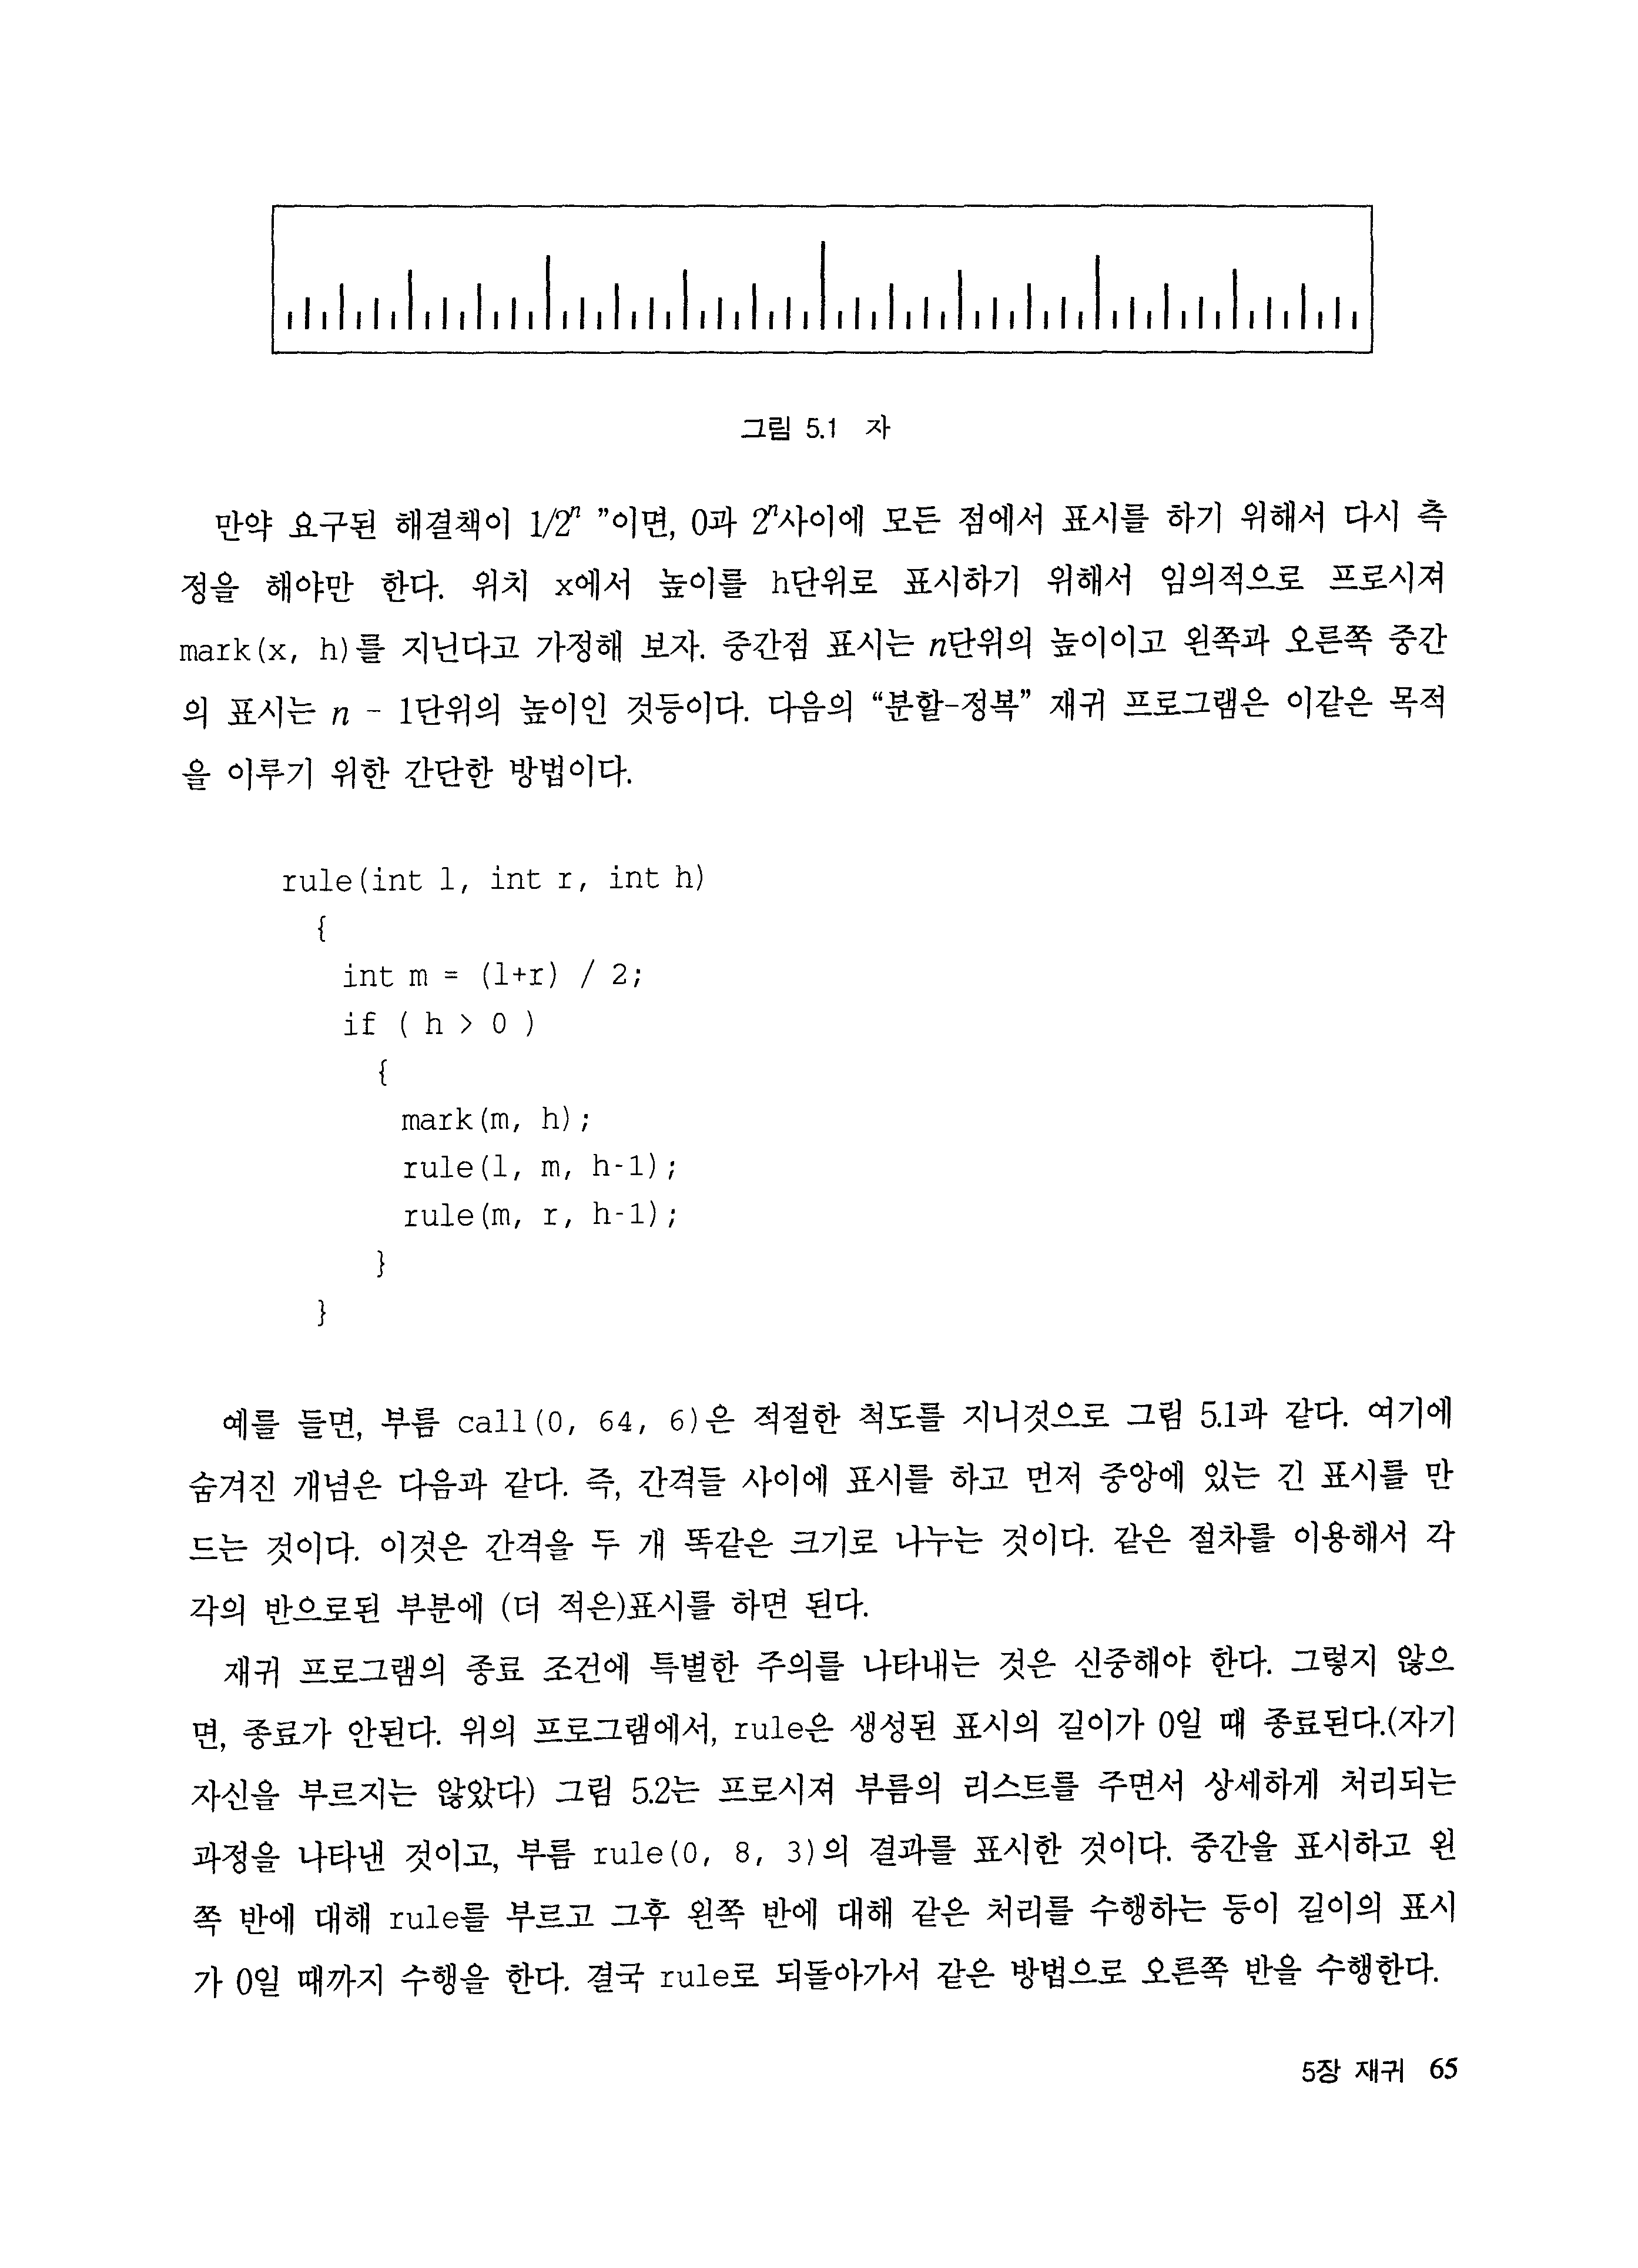 그림 5.1 자
만약 요구된 해결책이 1/2ⁿ ”이면, 0과 2ⁿ사이에 모든 점에서 표시를 하기 위해서 다시 측
정을 해야만 한다. 위치 x에서 높이를 h단위로 표시하기 위해서 임의적으로 프로시져
mark(x, h)를 지닌다고 가정해 보자. 중간점 표시는 n단위의 높이이고 왼쪽과 오른쪽 중간
의 표시는 n - 1단위의 높이인 것등이다. 다음의 “분할-정복” 재귀 프로그램은 이같은 목적
을 이루기 위한 간단한 방법이다.
rule(int l, int r, int h)
{
int m = (l+r) / 2;
if ( h > 0 )
{
mark(m, h);
rule(l, m, h-1);
rule(m, r, h-1);
}
}
예를 들면, 부름 call(0, 64, 6)은 적절한 척도를 지니것으로 그림 5.1과 같다. 여기에
숨겨진 개념은 다음과 같다. 즉, 간격들 사이에 표시를 하고 먼저 중앙에 있는 긴 표시를 만
드는 것이다. 이것은 간격을 두 개 똑같은 크기로 나누는 것이다. 같은 절차를 이용해서 각
각의 반으로된 부분에 (더 적은)표시를 하면 된다.
재귀 프로그램의 종료 조건에 특별한 주의를 나타내는 것은 신중해야 한다. 그렇지 않으
면, 종료가 안된다. 위의 프로그램에서, rule은 생성된 표시의 길이가 0일 때 종료된다.(자기
자신을 부르지는 않았다) 그림 5.2는 프로시져 부름의 리스트를 주면서 상세하게 처리되는
과정을 나타낸 것이고, 부름 rule(0, 8, 3)의 결과를 표시한 것이다. 중간을 표시하고 왼
쪽 반에 대해 rule를 부르고 그후 왼쪽 반에 대해 같은 처리를 수행하는 등이 길이의 표시
가 0일 때까지 수행을 한다. 결국 rule로 되돌아가서 같은 방법으로 오른쪽 반을 수행한다.
5장 재귀 65